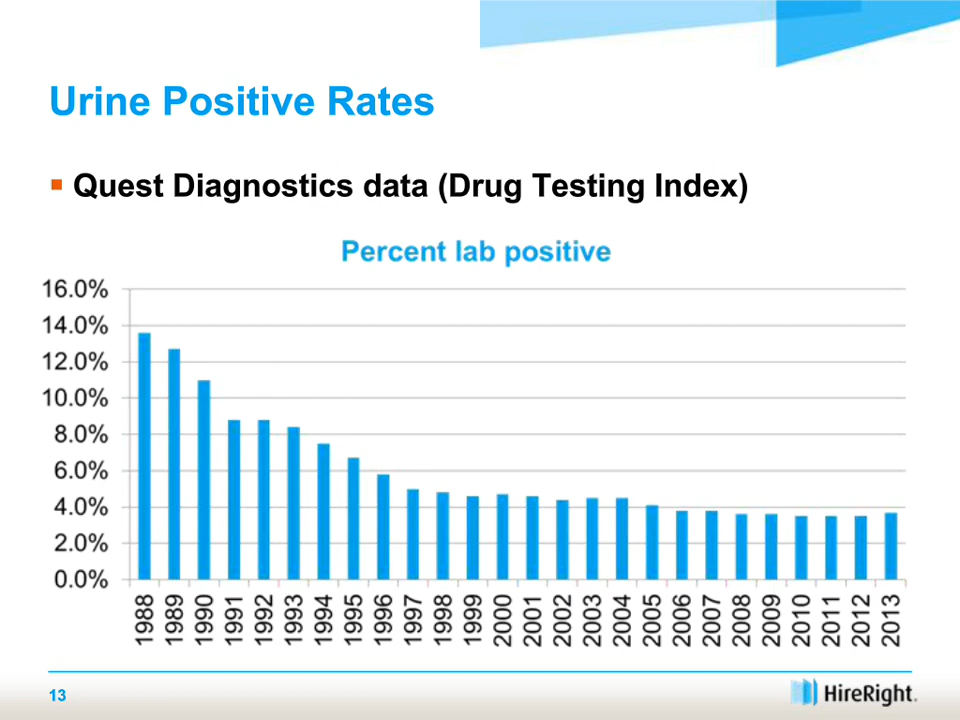 Urine Positive Rates
▪ Quest Diagnostics data (Drug Testing Index)
Percent lab positive
16.0%
14.0%
12.0%
10.0%
8.0%
6.0%
4.0%
2.0%
0.0%
1988 1989 1990 1991 1992 1993 1994 1995 1996 1997 1998 1999 2000 2001 2002 2003 2004 2005 2006 2007 2008 2009 2010 2011 2012 2013
13
HireRight.